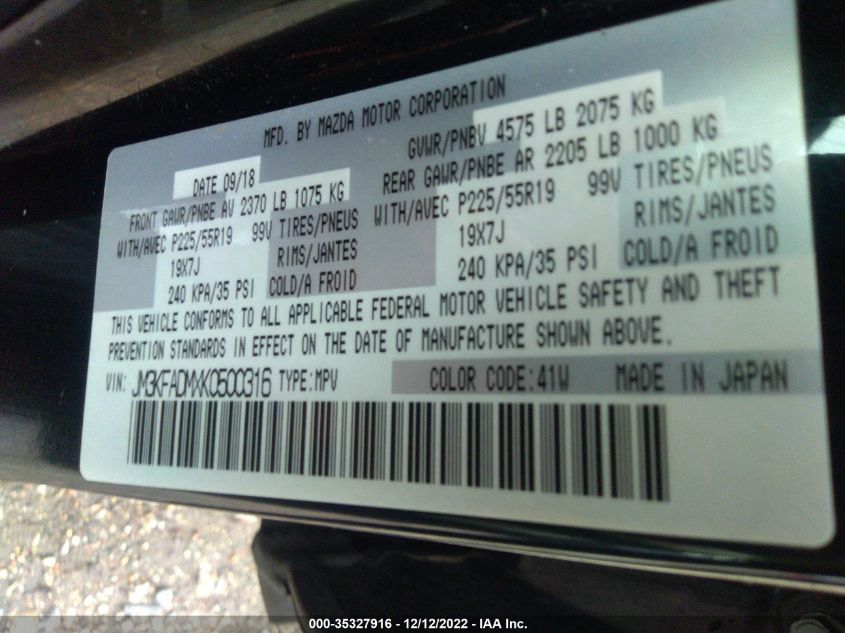 MFD. BY MAZDA MOTOR CORPORATION
DATE 09/18 GVWR/PNBV 4575 LB 2075 KG
FRONT GAWR/PNBE AV 2370 LB 1075 KG REAR GAWR/PNBE AR 2205 LB 1000 KG
WITH/AVEC P225/55R19 99V TIRES/PNEUS WITH/AVEC P225/55R19 99V TIRES/PNEUS
19X7J RIMS/JANTES 19X7J RIMS/JANTES
240 KPA/35 PSI COLD/A FROID 240 KPA/35 PSI COLD/A FROID
THIS VEHICLE CONFORMS TO ALL APPLICABLE FEDERAL MOTOR VEHICLE SAFETY AND THEFT
PREVENTION STANDARDS IN EFFECT ON THE DATE OF MANUFACTURE SHOWN ABOVE.
VIN: JM3KFADMXK0500316 TYPE:MPV COLOR CODE:41W MADE IN JAPAN
000-35327916 - 12/12/2022 - IAA Inc.